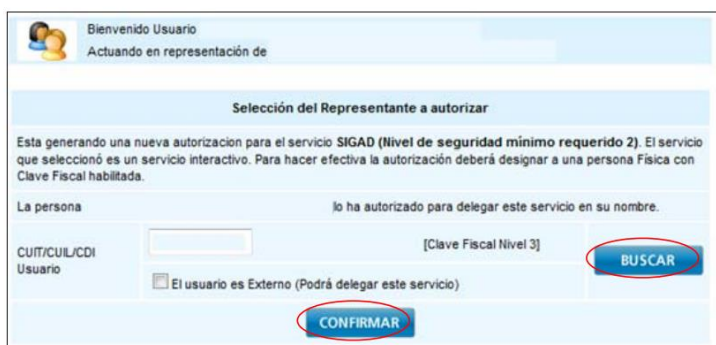 Bienvenido Usuario
Actuando en representación de
Selección del Representante a autorizar
Esta generando una nueva autorizacion para el servicio SIGAD (Nivel de seguridad mínimo requerido 2). El servicio
que seleccionó es un servicio interactivo. Para hacer efectiva la autorización deberá designar a una persona Física con
Clave Fiscal habilitada.
La persona lo ha autorizado para delegar este servicio en su nombre.
CUIT/CUIL/CDI
Usuario
[Clave Fiscal Nivel 3]
BUSCAR
El usuario es Externo (Podrá delegar este servicio)
CONFIRMAR